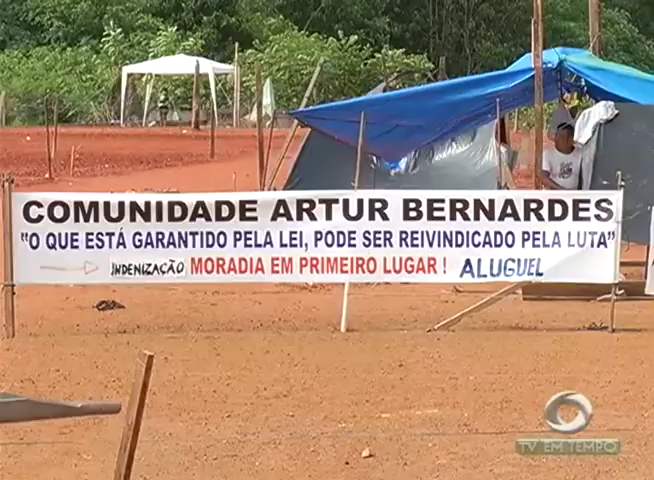 COMUNIDADE ARTUR BERNARDES
"O QUE ESTÁ GARANTIDO PELA LEI, PODE SER REIVINDICADO PELA LUTA"
INDENIZAÇÃO MORADIA EM PRIMEIRO LUGAR ! ALUGUEL
TV EM TEMPO